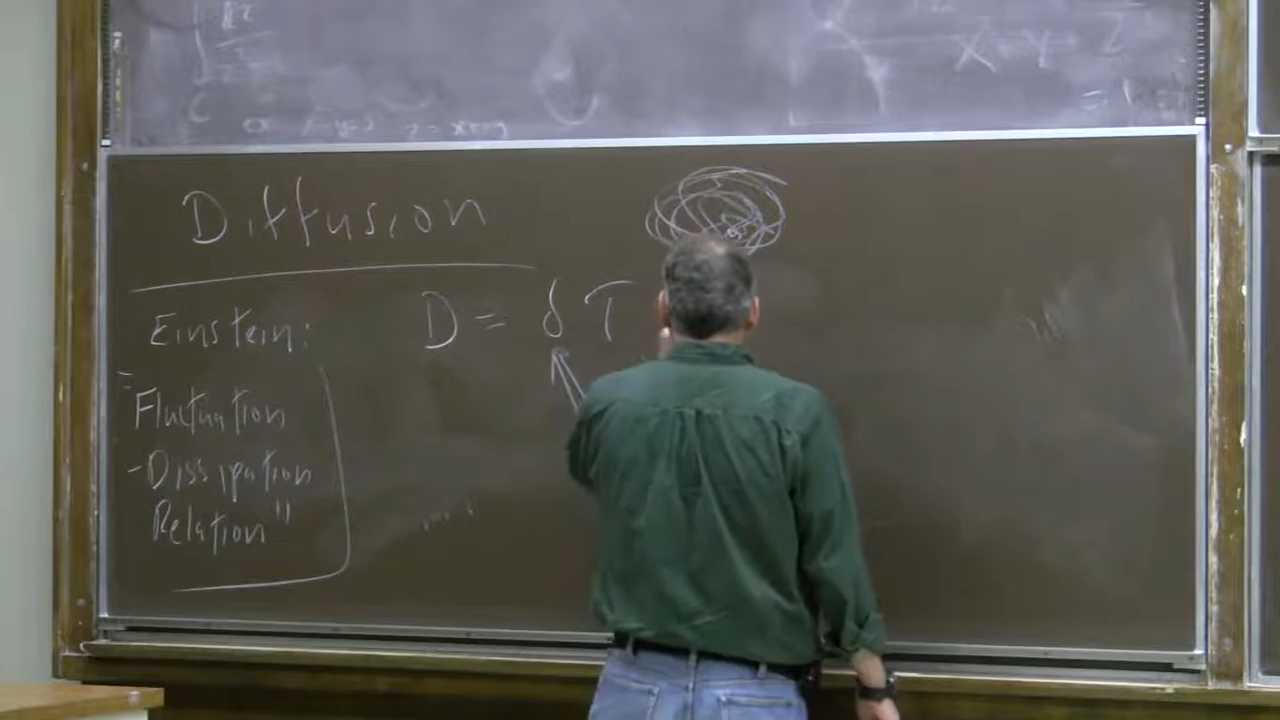 X - Y = Z
Diffusion
Einstein:
D = δ T
"Fluctuation
-Dissipation
Relation"